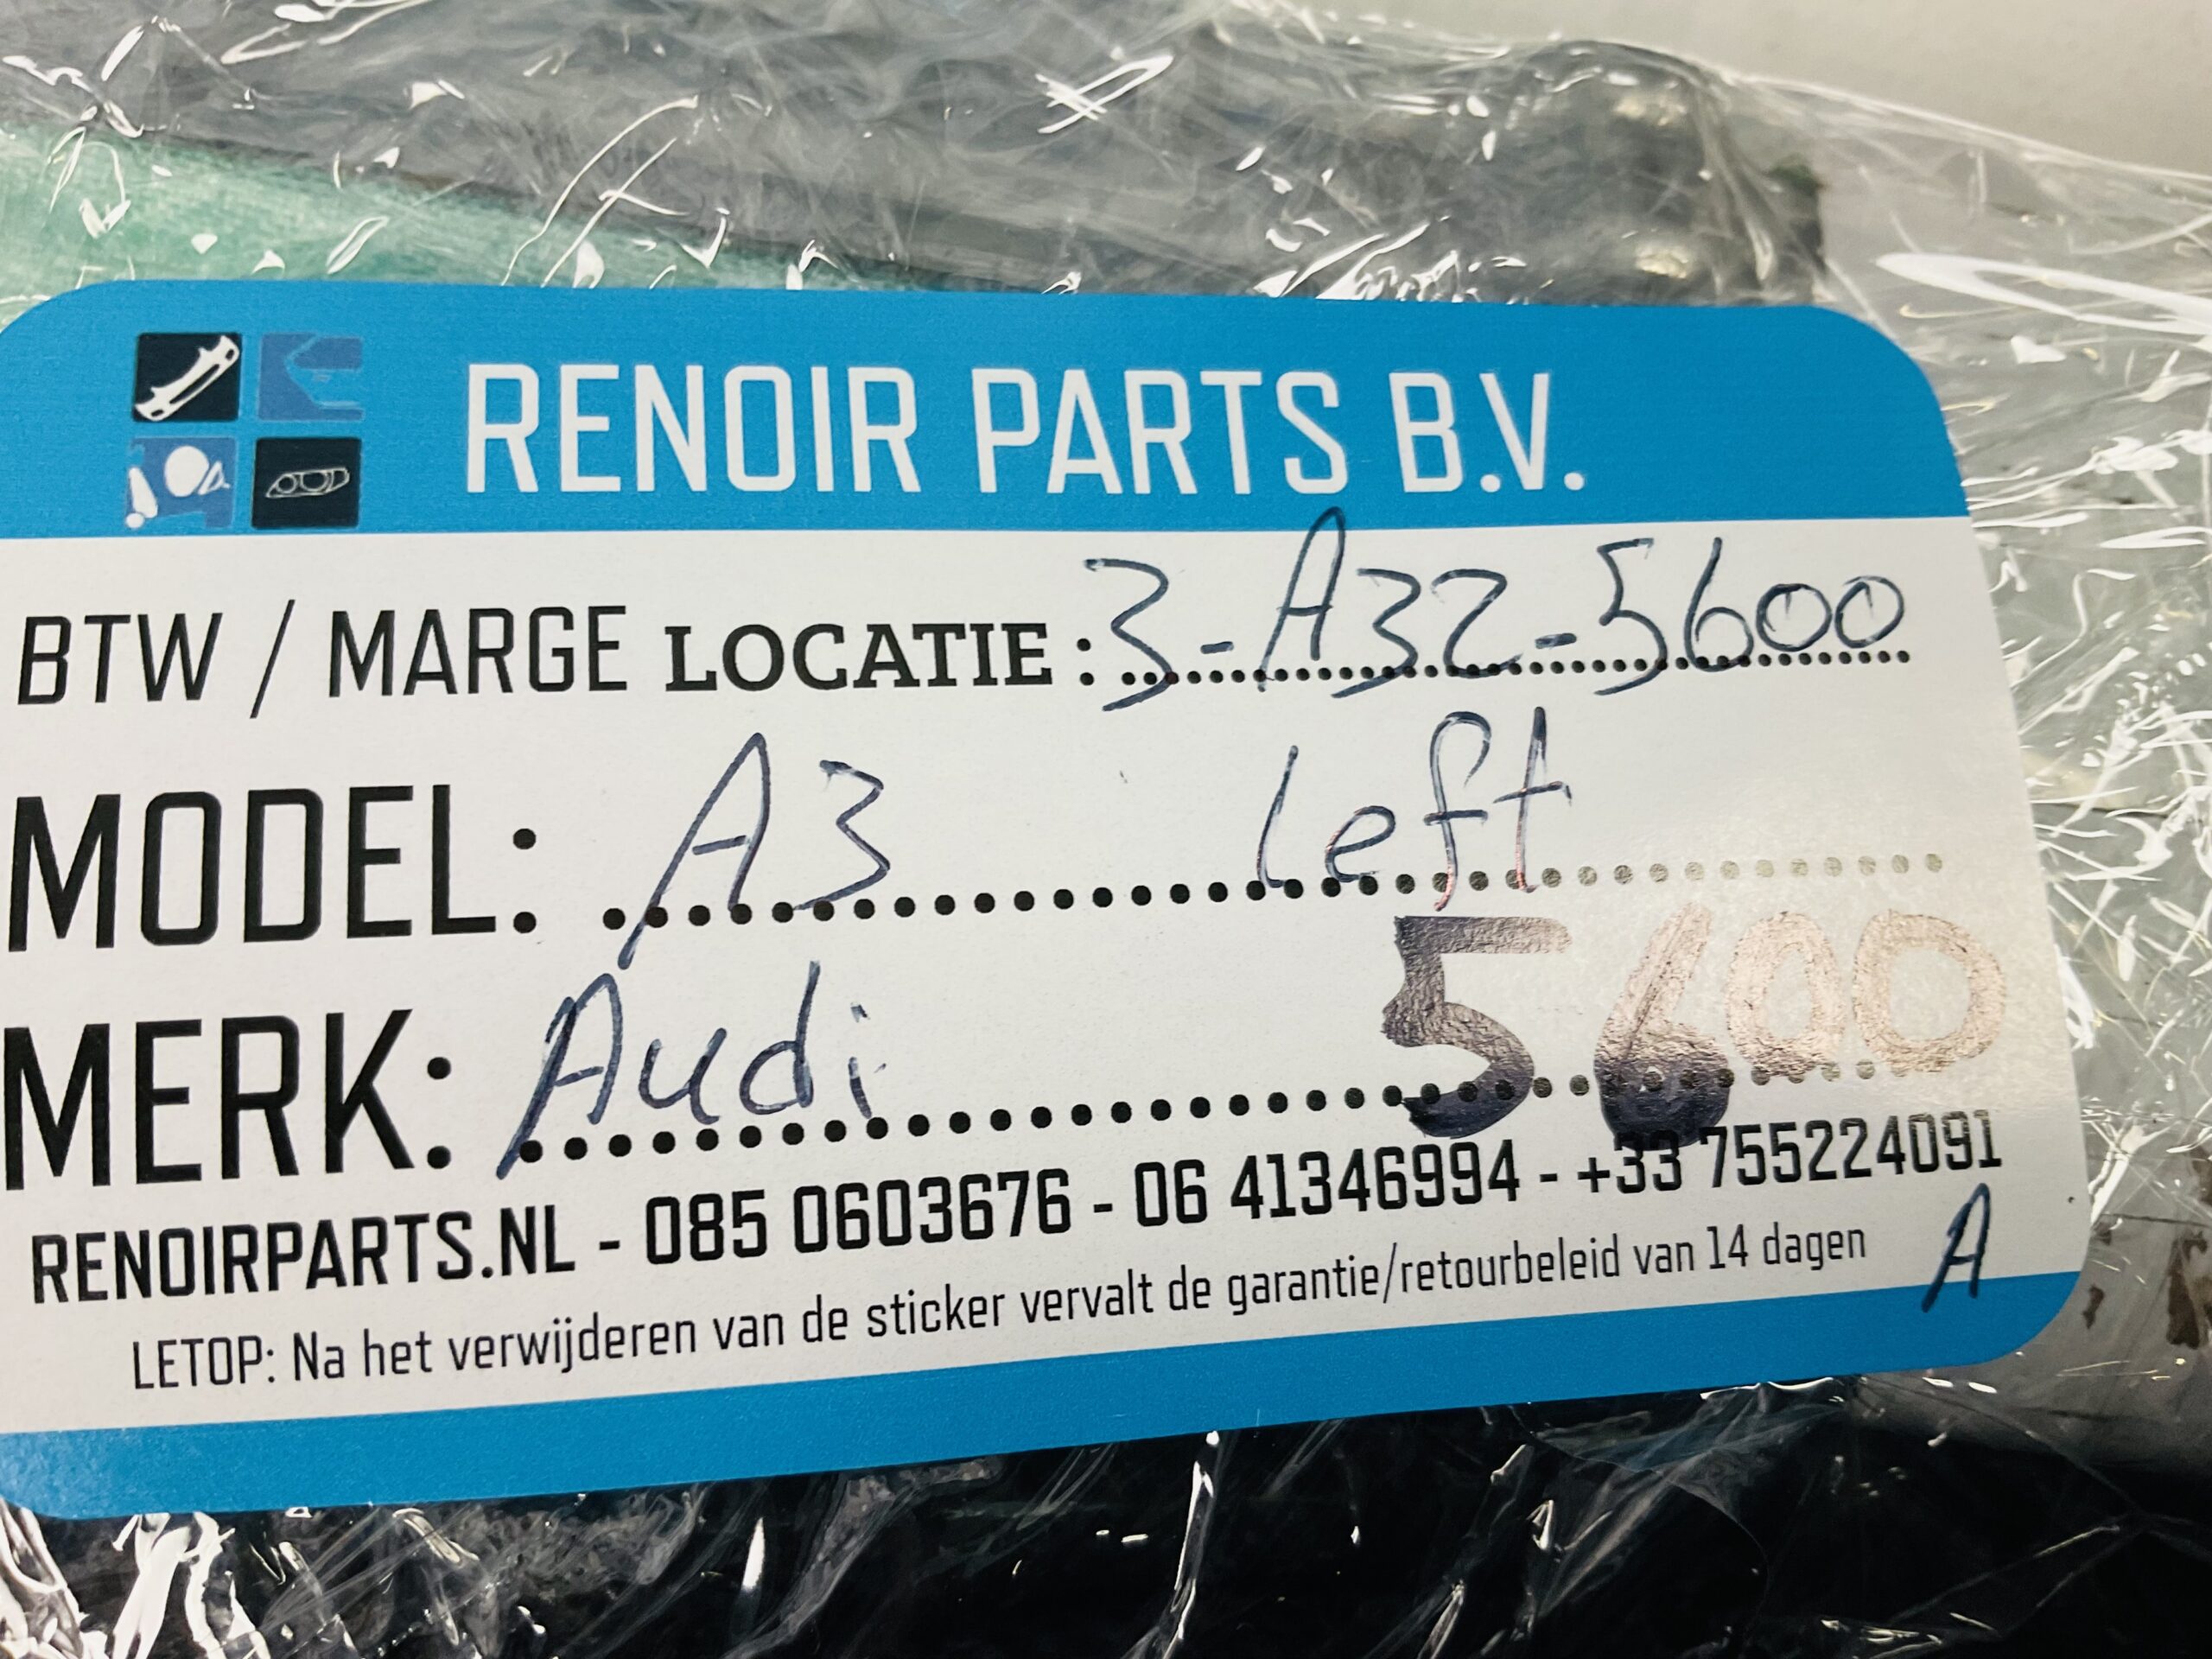 RENOIR PARTS B.V.
BTW / MARGE LOCATIE : 3-A32-5600
MODEL: A3 Left
MERK: Audi 5600
RENOIRPARTS.NL - 085 0603676 - 06 41346994 - +33 755224091
LETOP: Na het verwijderen van de sticker vervalt de garantie/retourbeleid van 14 dagen A